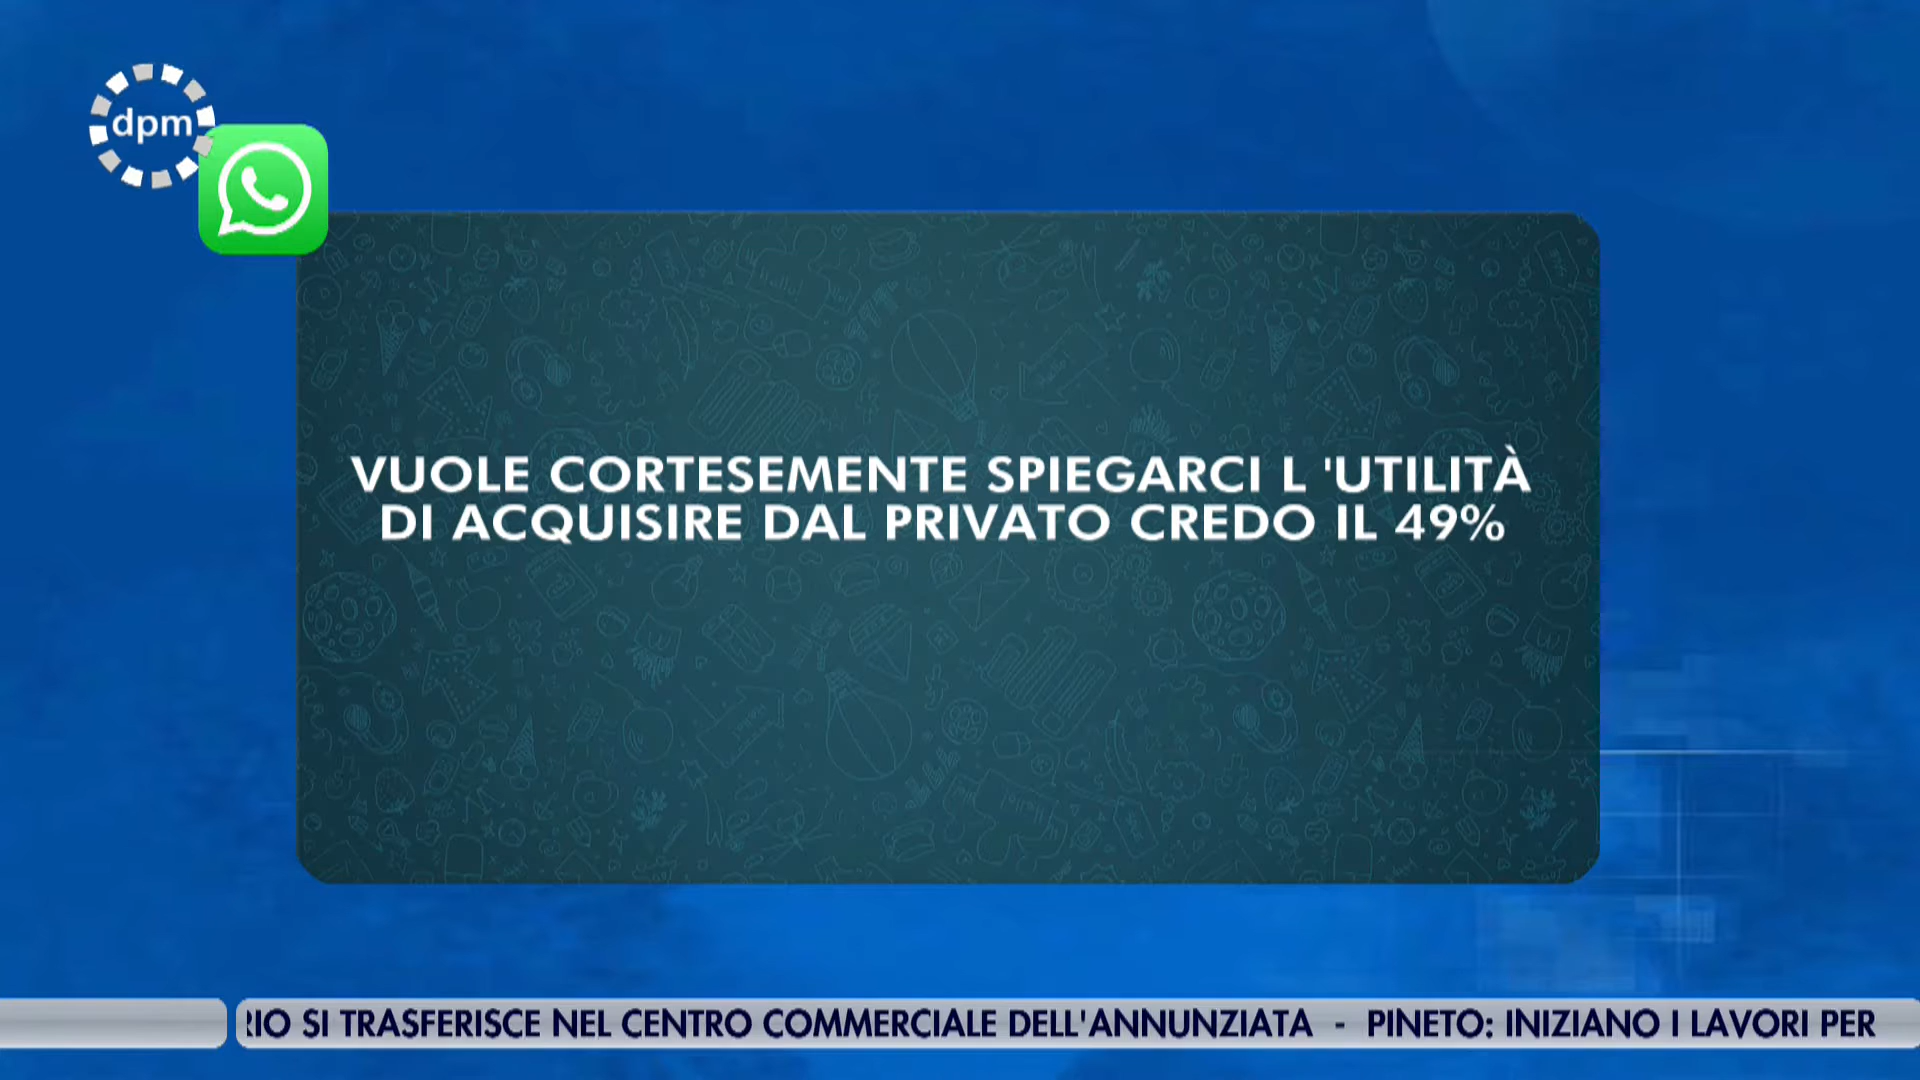 dpm
VUOLE CORTESEMENTE SPIEGARCI L 'UTILITÀ
DI ACQUISIRE DAL PRIVATO CREDO IL 49%
RIO SI TRASFERISCE NEL CENTRO COMMERCIALE DELL'ANNUNZIATA - PINETO: INIZIANO I LAVORI PER